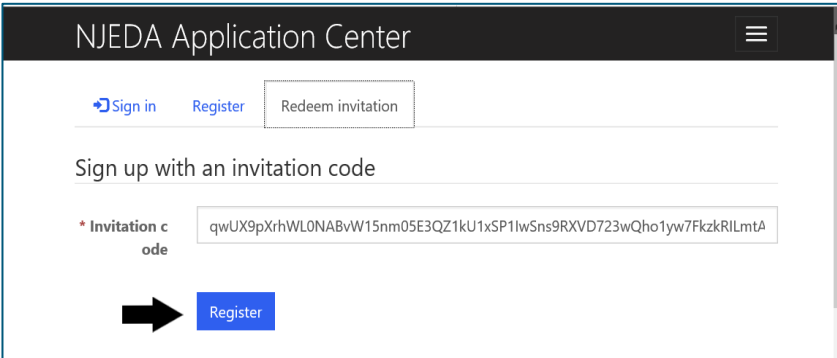 NJEDA Application Center
Sign in Register Redeem invitation
Sign up with an invitation code
* Invitation c
ode
qwUX9pXrhWL0NABvW15nm05E3QZ1kU1xSP1IwSns9RXVD723wQho1yw7FkzkRILmtA
Register